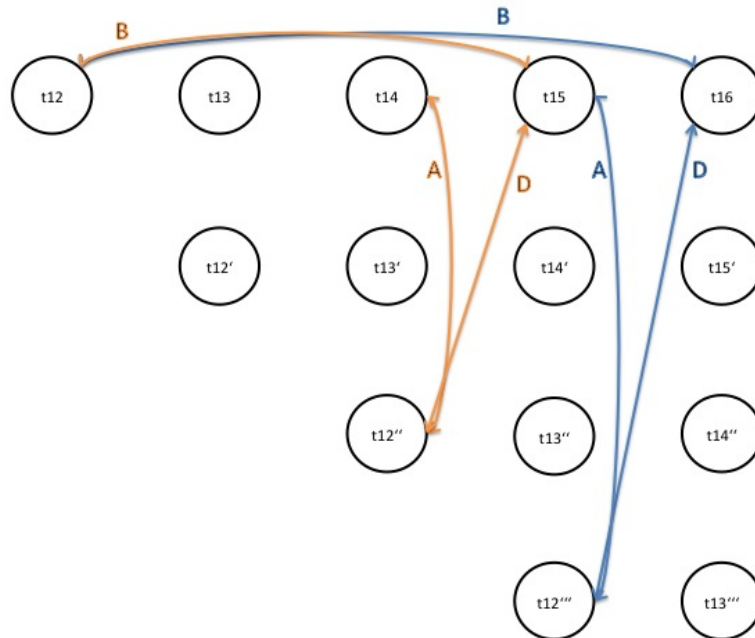 B B
t12 t13 t14 t15 t16
A D A D
t12‘ t13‘ t14‘ t15‘
t12‘‘ t13‘‘ t14‘‘
t12‘‘‘ t13‘‘‘